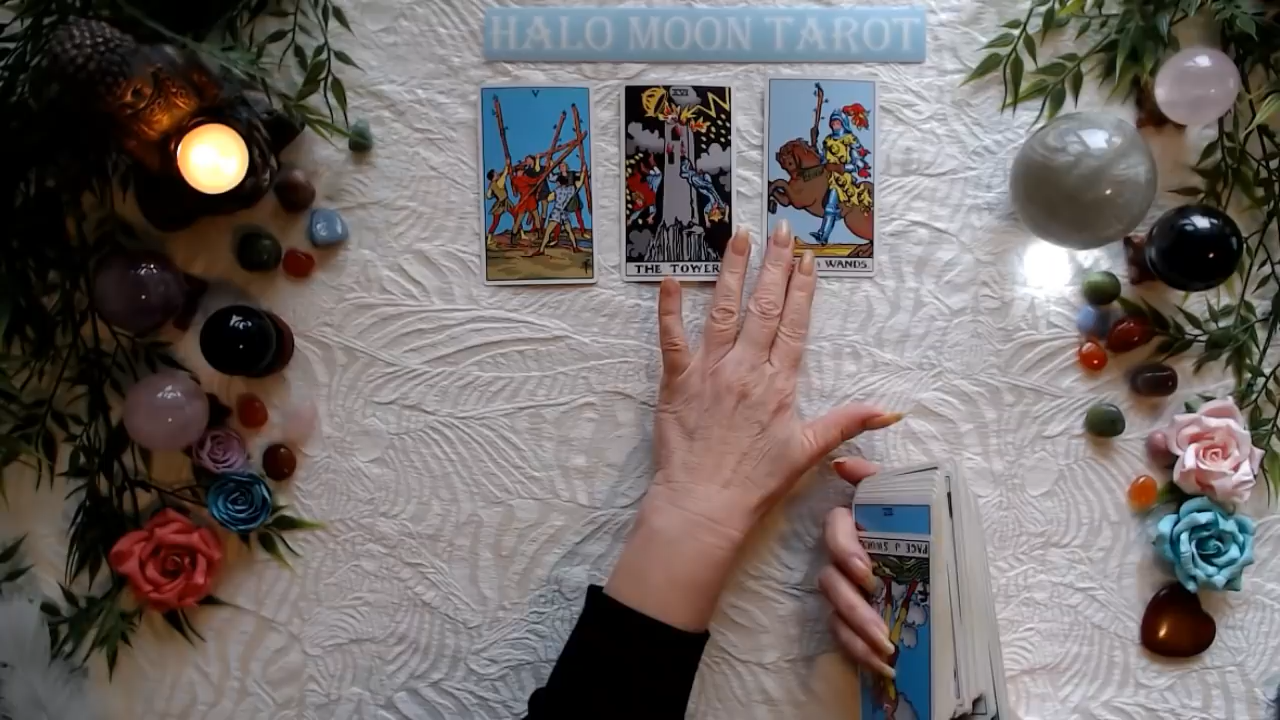 HALO MOON TAROT
V
XVI
THE TOWER
WANDS.
PAGE of SWORDS